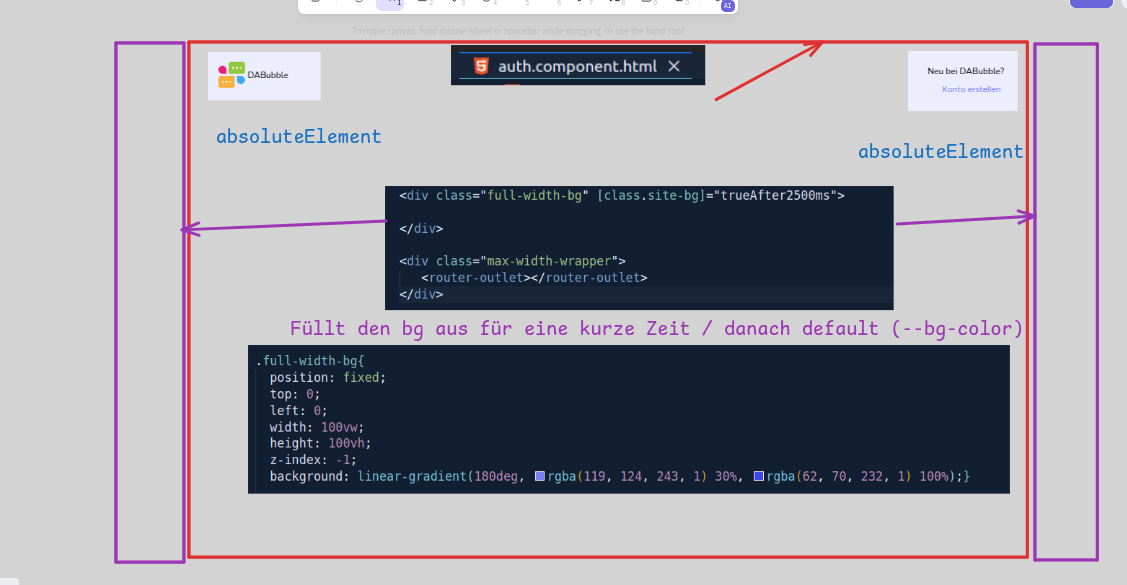 AI
To move canvas, hold mouse wheel or spacebar while dragging, or use the hand tool
DABubble
auth.component.html
Neu bei DABubble?
Konto erstellen
absoluteElement
absoluteElement
<div class="full-width-bg" [class.site-bg]="trueAfter2500ms">
</div>
<div class="max-width-wrapper">
<router-outlet></router-outlet>
</div>
Füllt den bg aus für eine kurze Zeit / danach default (--bg-color)
.full-width-bg{
position: fixed;
top: 0;
left: 0;
width: 100vw;
height: 100vh;
z-index: -1;
background: linear-gradient(180deg, rgba(119, 124, 243, 1) 30%, rgba(62, 70, 232, 1) 100%);}